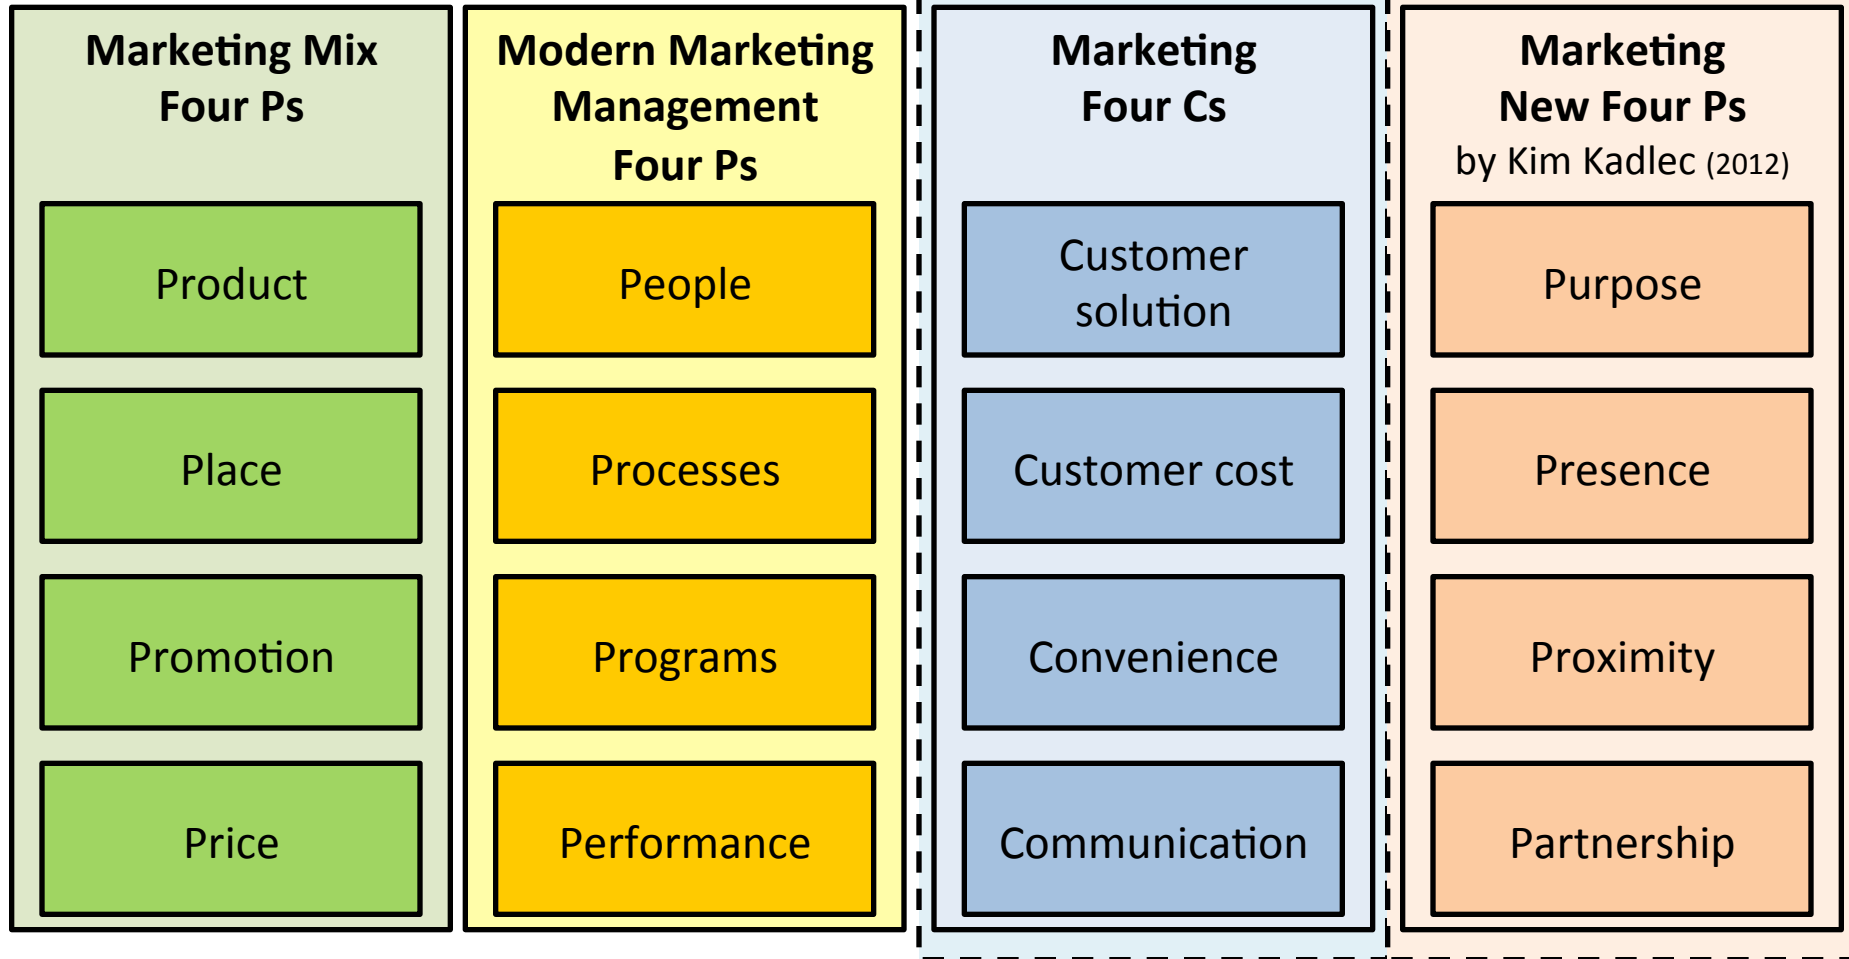 Marketing Mix
Four Ps
Product
Place
Promotion
Price
Modern Marketing
Management
Four Ps
People
Processes
Programs
Performance
Marketing
Four Cs
Customer
solution
Customer cost
Convenience
Communication
Marketing
New Four Ps
by Kim Kadlec (2012)
Purpose
Presence
Proximity
Partnership